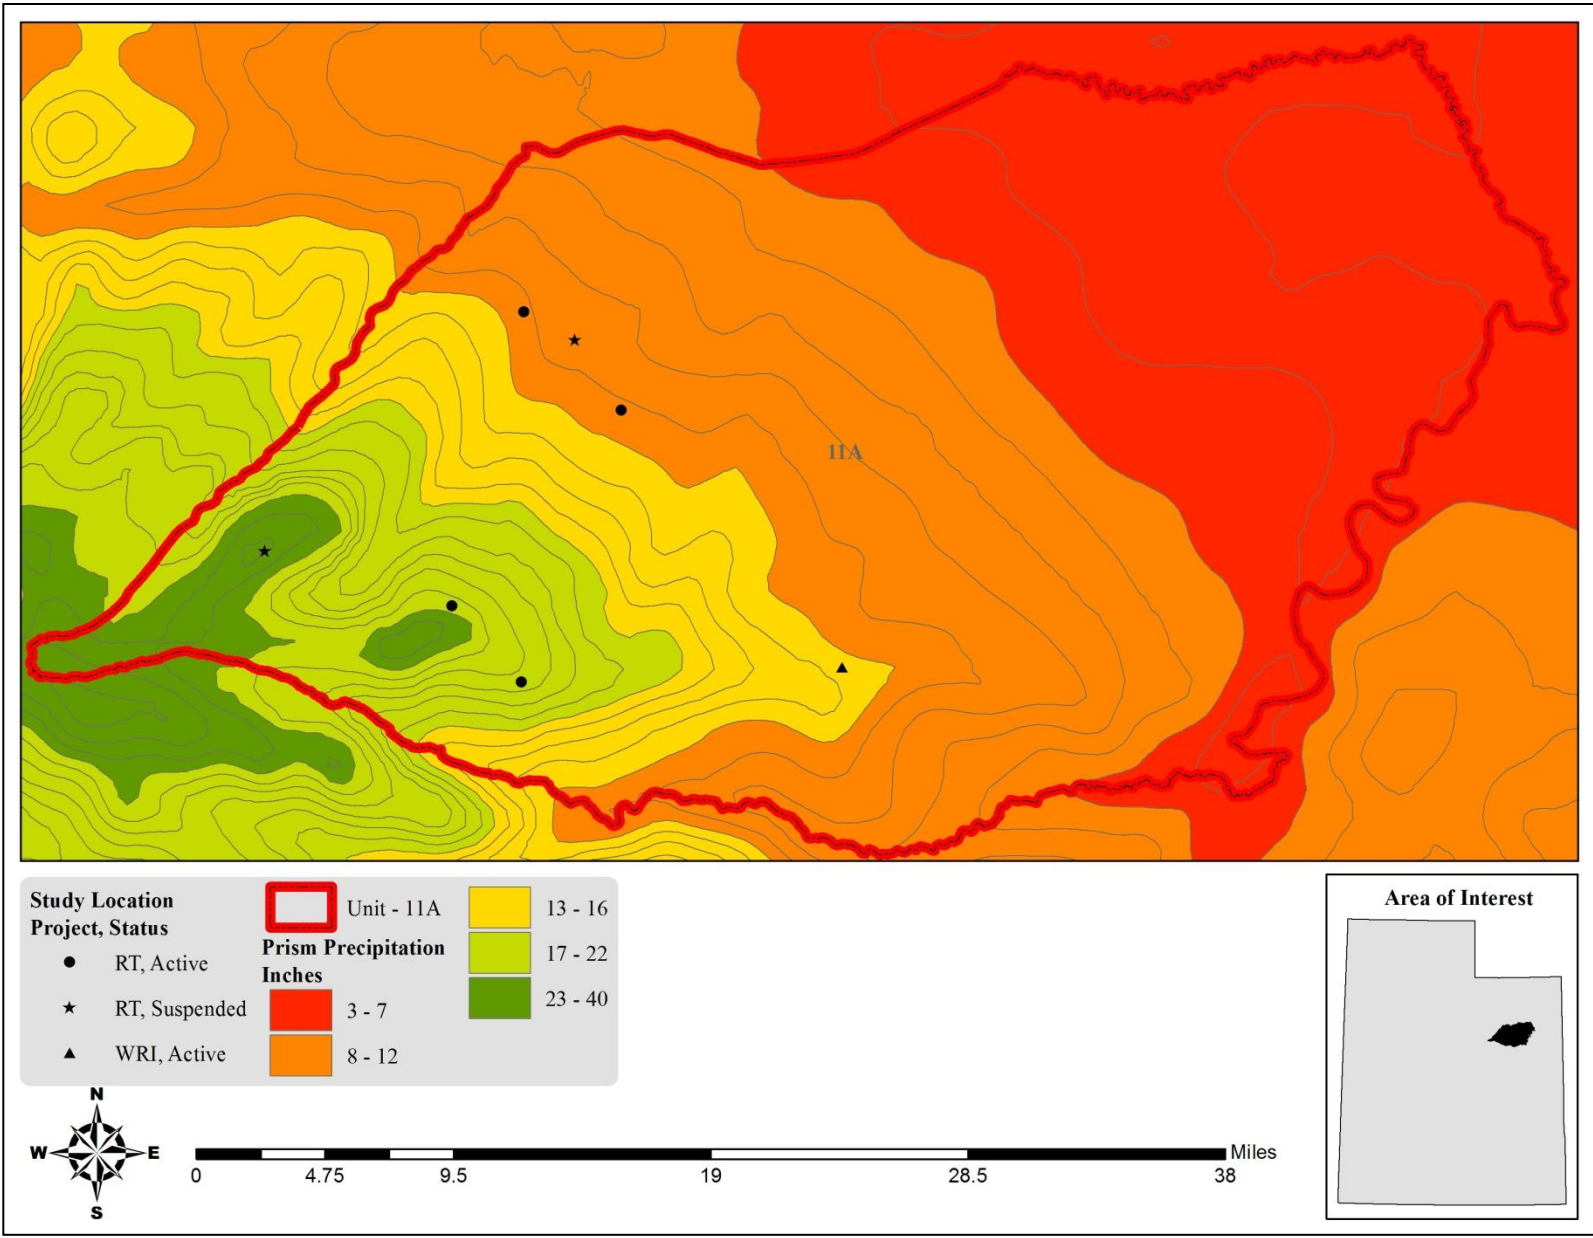 11A
Study Location
Project, Status
RT, Active
RT, Suspended
WRI, Active
Unit - 11A
Prism Precipitation
Inches
3 - 7
8 - 12
13 - 16
17 - 22
23 - 40
Area of Interest
N
W E
S
0 4.75 9.5 19 28.5 38 Miles